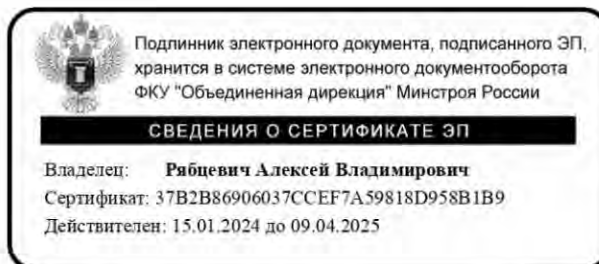 Подлинник электронного документа, подписанного ЭП,
хранится в системе электронного документооборота
ФКУ "Объединенная дирекция" Минстроя России
СВЕДЕНИЯ О СЕРТИФИКАТЕ ЭП
Владелец: Рябцевич Алексей Владимирович
Сертификат: 37B2B86906037CCEF7A59818D958B1B9
Действителен: 15.01.2024 до 09.04.2025